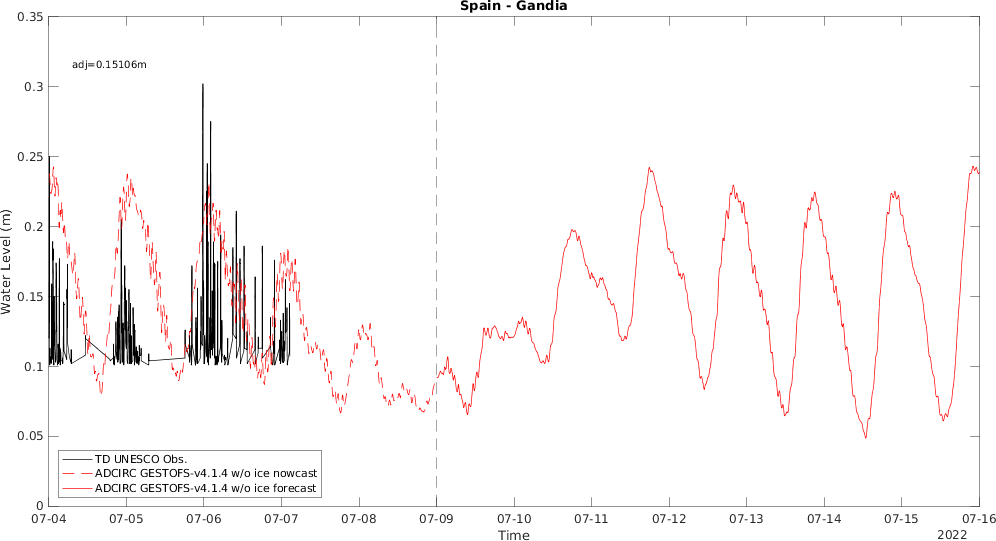 Spain - Gandia
0.35
adj=0.15106m
0.3
0.25
0.2
Water Level (m)
0.15
0.1
0.05
0
TD UNESCO Obs.
ADCIRC GESTOFS-v4.1.4 w/o ice nowcast
ADCIRC GESTOFS-v4.1.4 w/o ice forecast
07-04 07-05 07-06 07-07 07-08 07-09 07-10 07-11 07-12 07-13 07-14 07-15 07-16
Time
2022